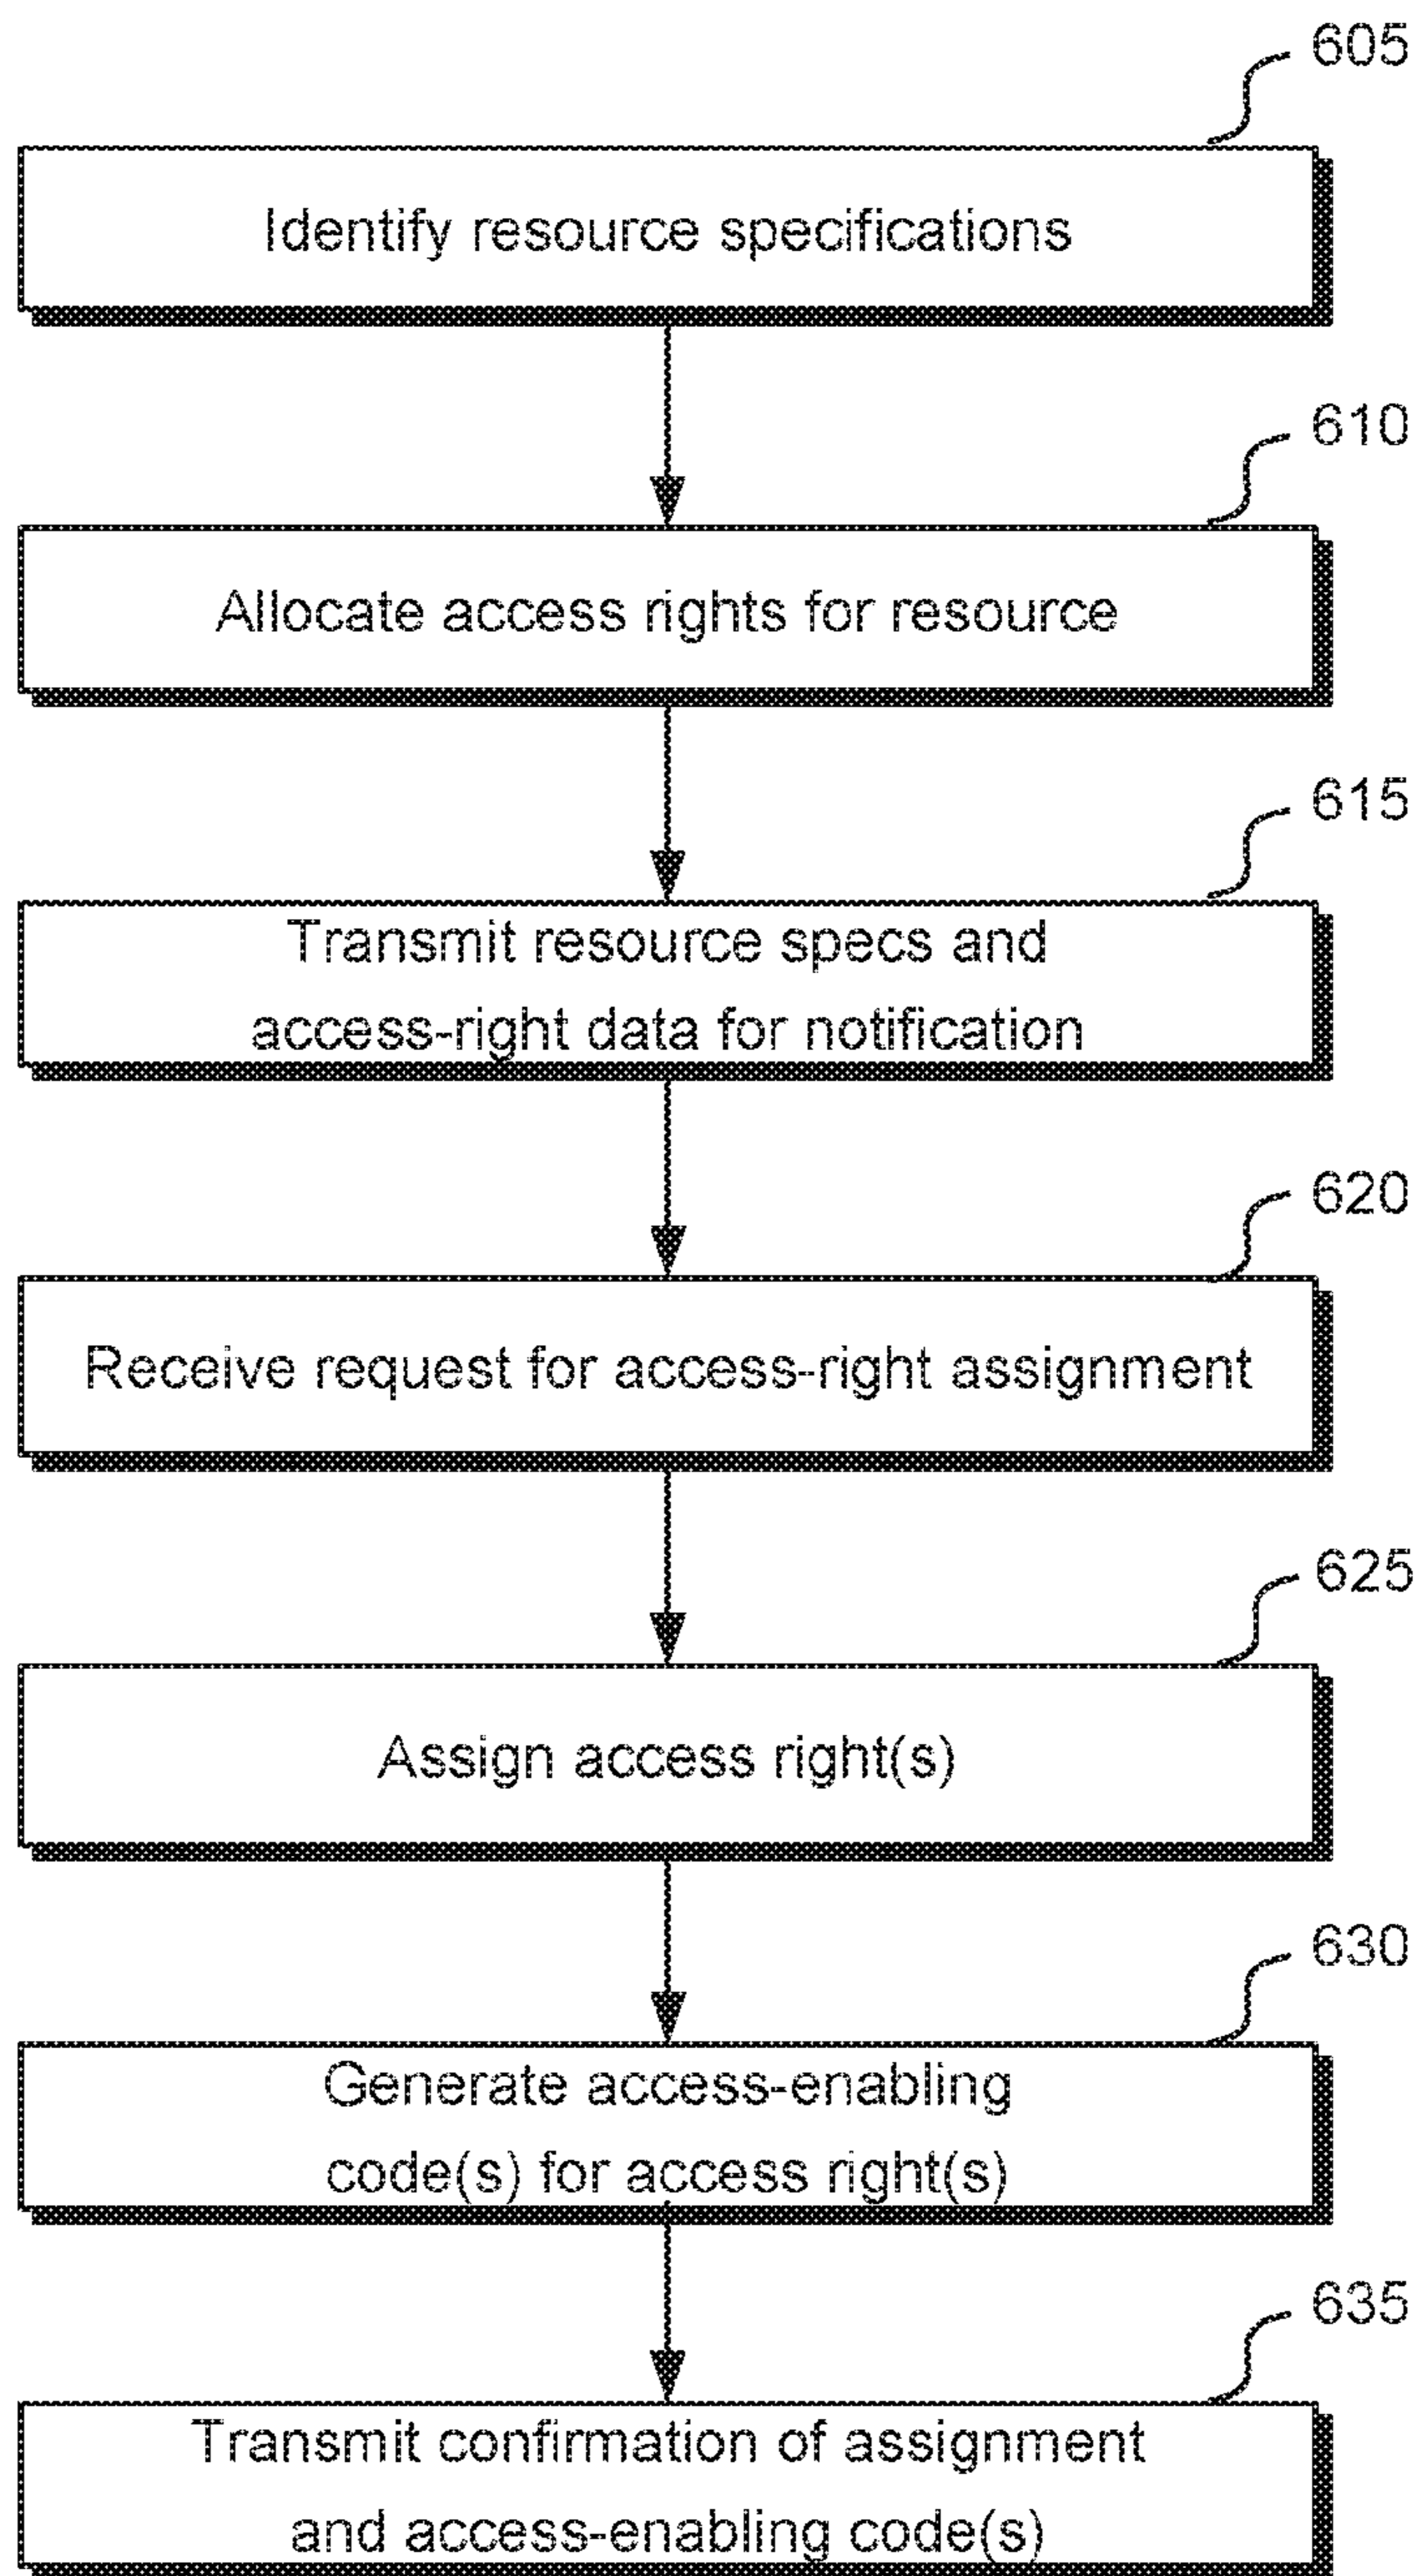 605
Identify resource specifications
610
Allocate access rights for resource
615
Transmit resource specs and
access-right data for notification
620
Receive request for access-right assignment
625
Assign access right(s)
630
Generate access-enabling
code(s) for access right(s)
635
Transmit confirmation of assignment
and access-enabling code(s)